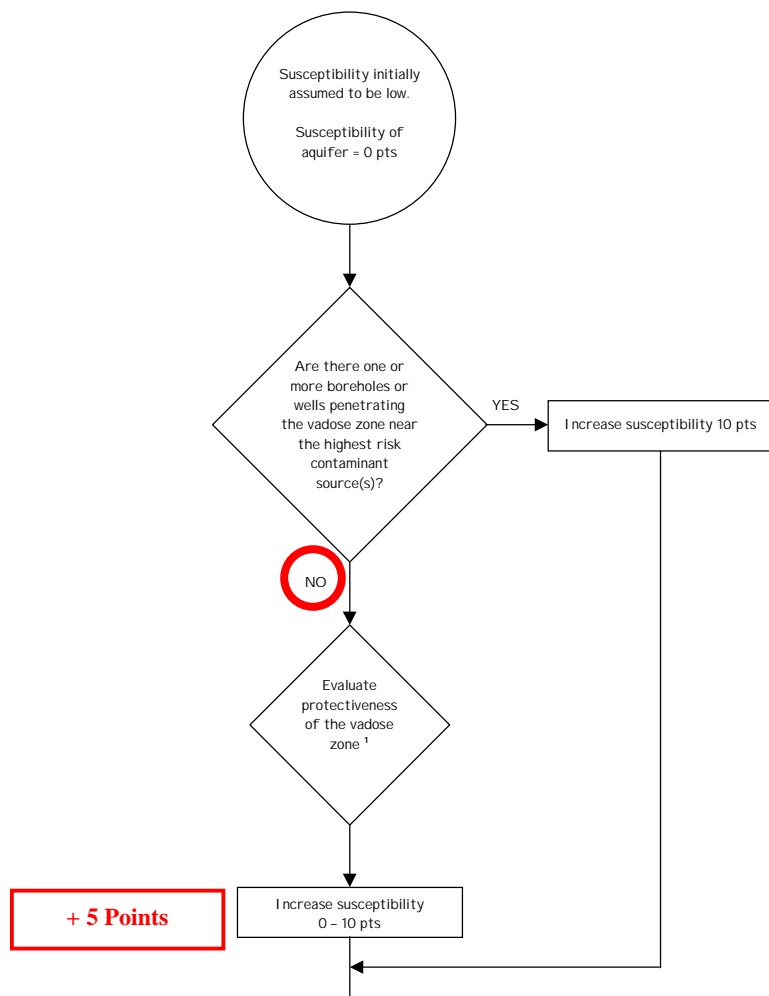 Susceptibility initially
assumed to be low.
Susceptibility of
aquifer = 0 pts
Are there one or
more boreholes or
wells penetrating
the vadose zone near
the highest risk
contaminant
source(s)?
YES
Increase susceptibility 10 pts
NO
Evaluate
protectiveness
of the vadose
zone ¹
+ 5 Points
Increase susceptibility
0 – 10 pts